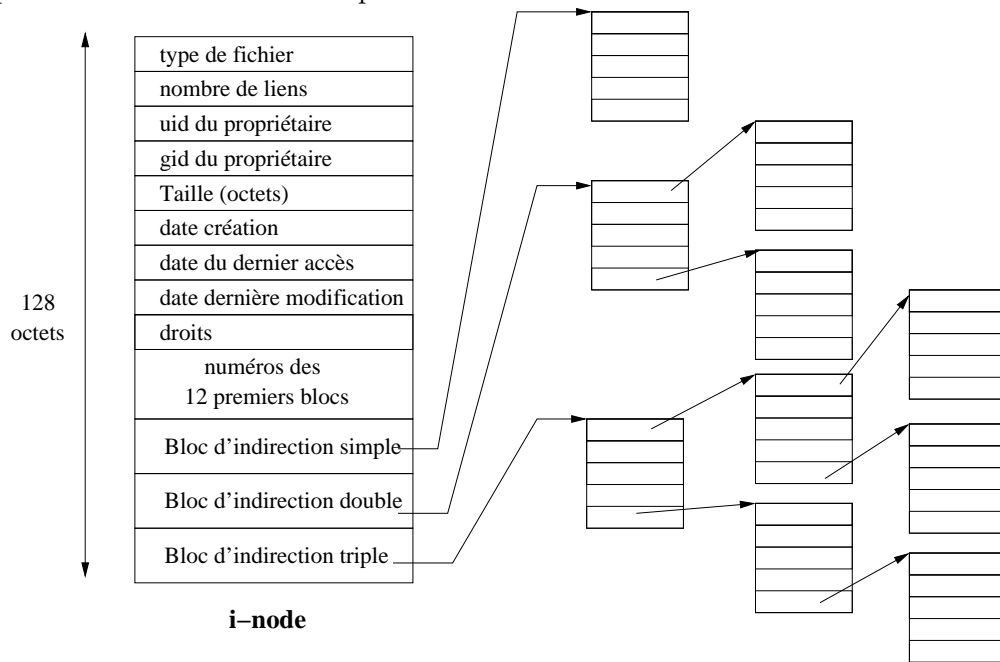 type de fichier
nombre de liens
uid du propriétaire
gid du propriétaire
Taille (octets)
date création
date du dernier accès
date dernière modification
droits
numéros des
12 premiers blocs
Bloc d'indirection simple
Bloc d'indirection double
Bloc d'indirection triple
128
octets
i−node